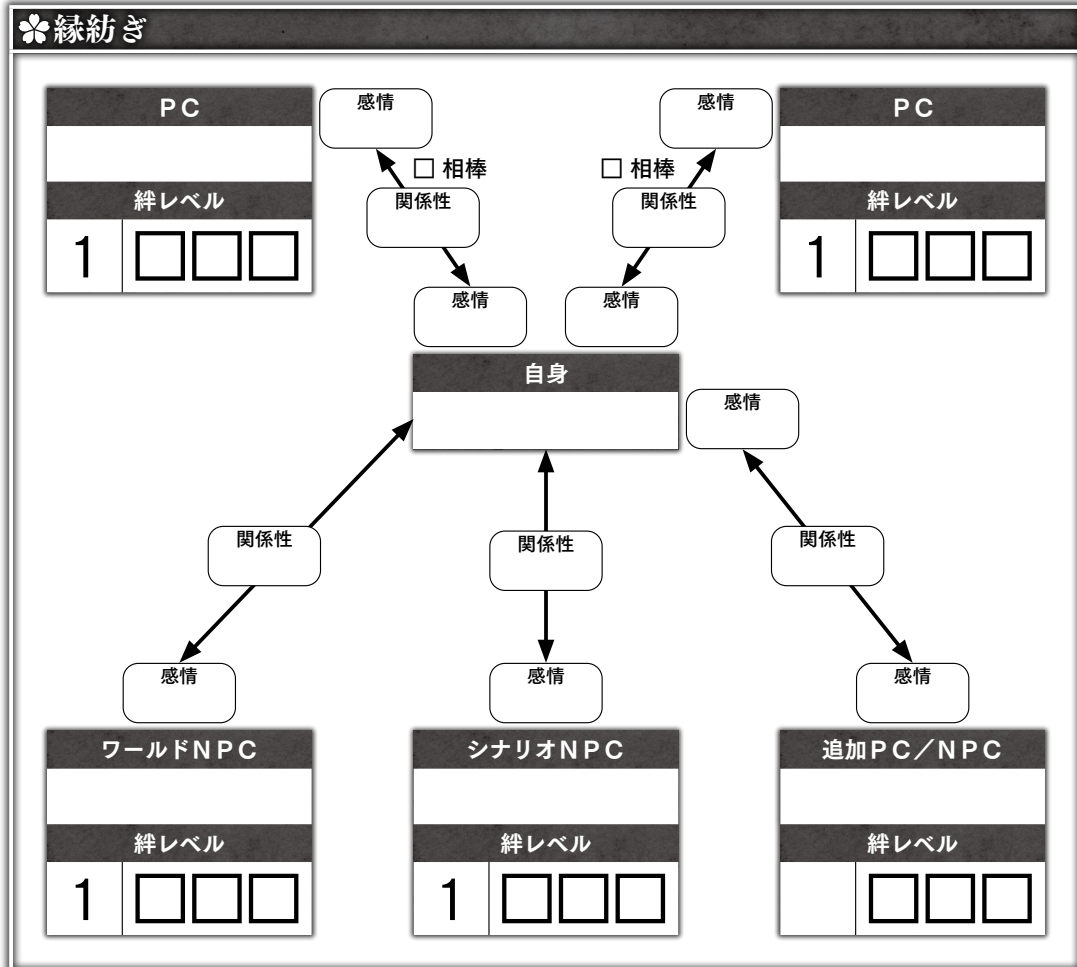 縁紡ぎ
PC
感情
感情
PC
□ 相棒
□ 相棒
絆レベル
関係性
関係性
絆レベル
1
1
感情
感情
自身
感情
関係性
関係性
関係性
感情
感情
感情
ワールドNPC
シナリオNPC
追加PC/NPC
絆レベル
絆レベル
絆レベル
1
1